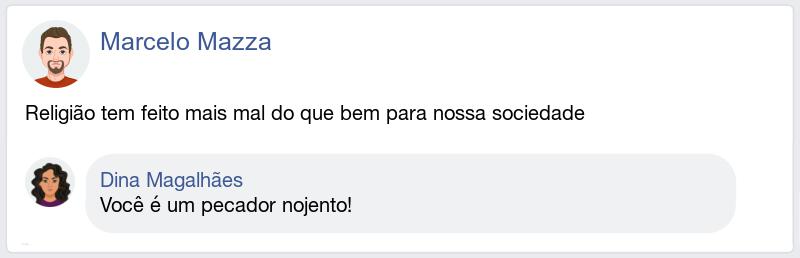 Marcelo Mazza
Religião tem feito mais mal do que bem para nossa sociedade
Dina Magalhães
Você é um pecador nojento!